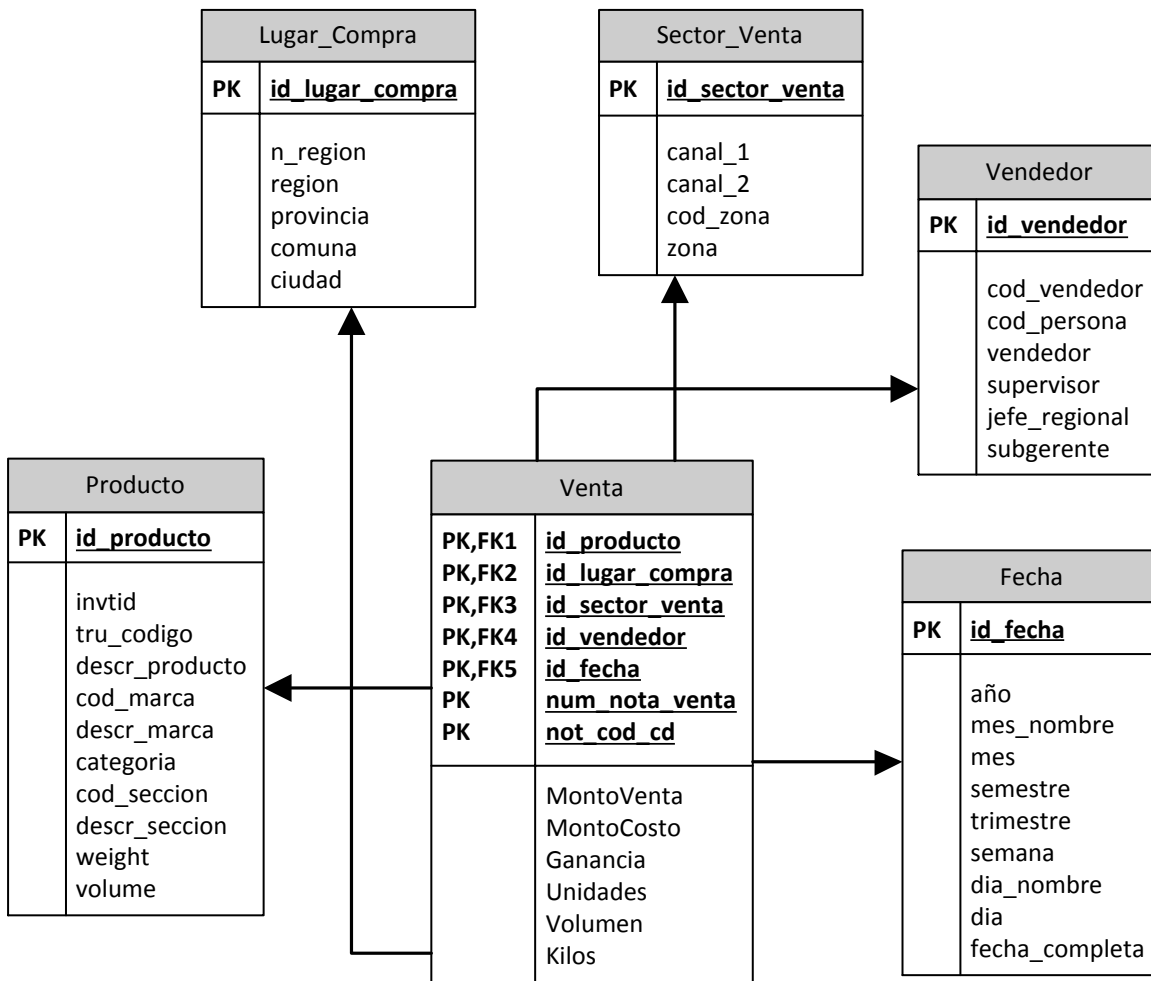 Lugar_Compra
PK id_lugar_compra
n_region
region
provincia
comuna
ciudad
Sector_Venta
PK id_sector_venta
canal_1
canal_2
cod_zona
zona
Vendedor
PK id_vendedor
cod_vendedor
cod_persona
vendedor
supervisor
jefe_regional
subgerente
Producto
PK id_producto
invtid
tru_codigo
descr_producto
cod_marca
descr_marca
categoria
cod_seccion
descr_seccion
weight
volume
Venta
PK,FK1 id_producto
PK,FK2 id_lugar_compra
PK,FK3 id_sector_venta
PK,FK4 id_vendedor
PK,FK5 id_fecha
PK num_nota_venta
PK not_cod_cd
MontoVenta
MontoCosto
Ganancia
Unidades
Volumen
Kilos
Fecha
PK id_fecha
año
mes_nombre
mes
semestre
trimestre
semana
dia_nombre
dia
fecha_completa